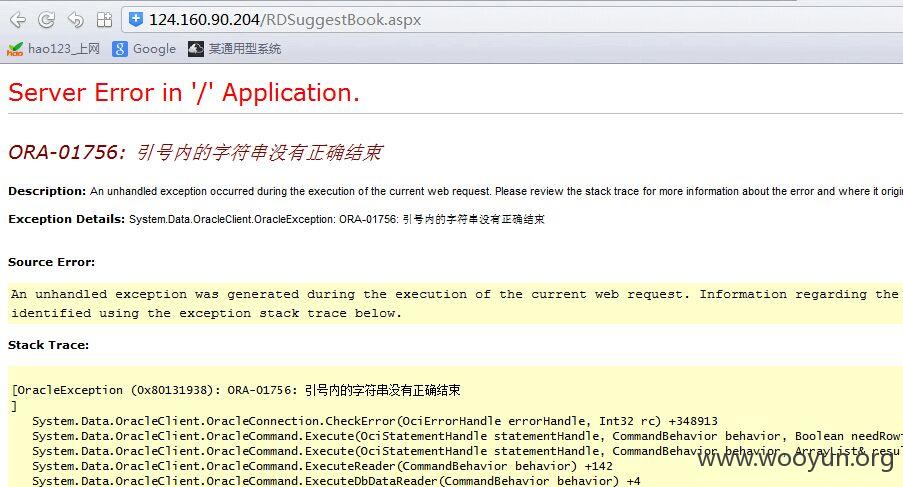 124.160.90.204/RDSuggestBook.aspx
hao123_上网 Google 某通用型系统
Server Error in '/' Application.
ORA-01756: 引号内的字符串没有正确结束
Description: An unhandled exception occurred during the execution of the current web request. Please review the stack trace for more information about the error and where it origin
Exception Details: System.Data.OracleClient.OracleException: ORA-01756: 引号内的字符串没有正确结束
Source Error:
An unhandled exception was generated during the execution of the current web request. Information regarding the
identified using the exception stack trace below.
Stack Trace:
[OracleException (0x80131938): ORA-01756: 引号内的字符串没有正确结束
]
System.Data.OracleClient.OracleConnection.CheckError(OciErrorHandle errorHandle, Int32 rc) +348913
System.Data.OracleClient.OracleCommand.Execute(OciStatementHandle statementHandle, CommandBehavior behavior, Boolean needRow
System.Data.OracleClient.OracleCommand.Execute(OciStatementHandle statementHandle, CommandBehavior behavior, ArrayList& resu
System.Data.OracleClient.OracleCommand.ExecuteReader(CommandBehavior behavior) +142
System.Data.OracleClient.OracleCommand.ExecuteDbDataReader(CommandBehavior behavior) +4
www.wooyun.org